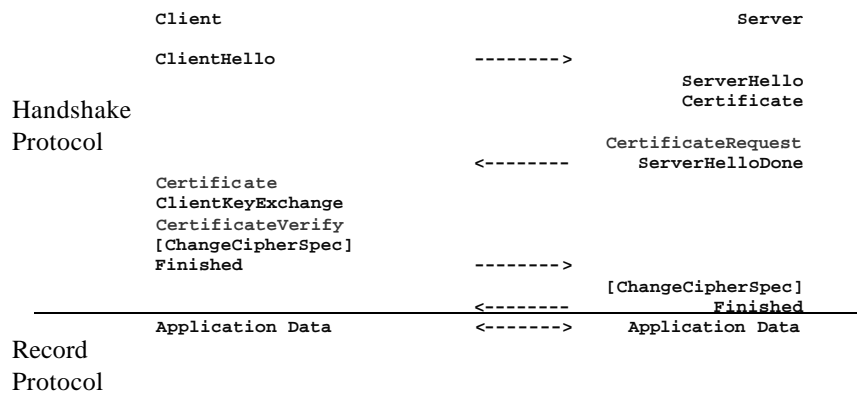 Client Server
ClientHello -------->
ServerHello
Handshake Certificate
Protocol CertificateRequest
<-------- ServerHelloDone
Certificate
ClientKeyExchange
CertificateVerify
[ChangeCipherSpec]
Finished -------->
[ChangeCipherSpec]
<-------- Finished
Application Data <-------> Application Data
Record
Protocol